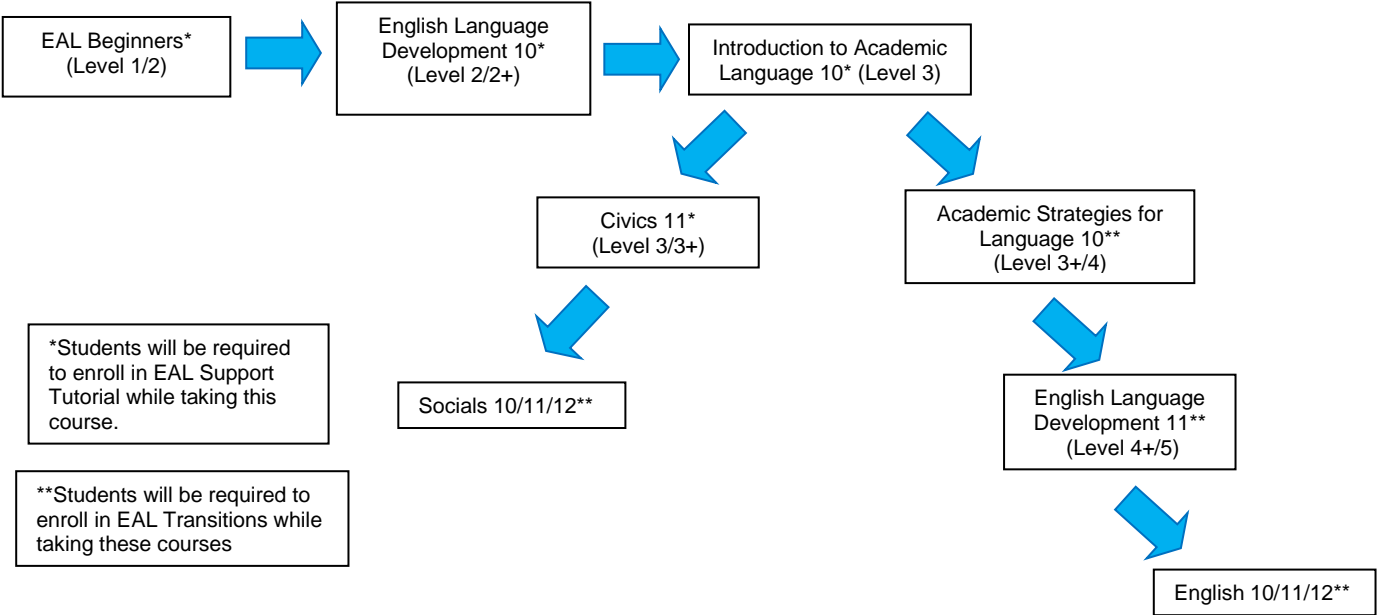 EAL Beginners*
(Level 1/2)
English Language
Development 10*
(Level 2/2+)
Introduction to Academic
Language 10* (Level 3)
Civics 11*
(Level 3/3+)
Academic Strategies for
Language 10**
(Level 3+/4)
*Students will be required
to enroll in EAL Support
Tutorial while taking this
course.
Socials 10/11/12**
English Language
Development 11**
(Level 4+/5)
**Students will be required to
enroll in EAL Transitions while
taking these courses
English 10/11/12**